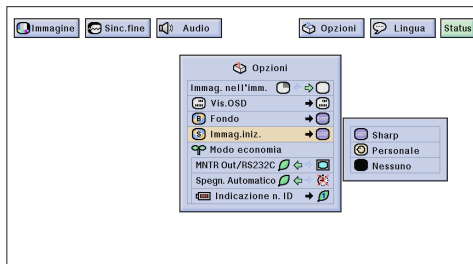 Immagine Sinc.fine Audio Opzioni Lingua Status
Opzioni
Immag. nell'imm.
Vis.OSD
B Fondo
S Immag.iniz.
Modo economia
MNTR Out/RS232C
Spegn. Automatico
Indicazione n. ID
Sharp
Personale
Nessuno